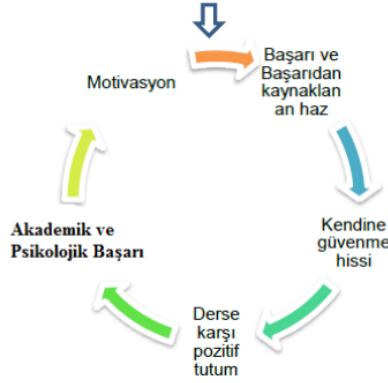 Motivasyon
Başarı ve
Başarıdan
kaynaklan
an haz
Kendine
güvenme
hissi
Derse
karşı
pozitif
tutum
Akademik ve
Psikolojik Başarı